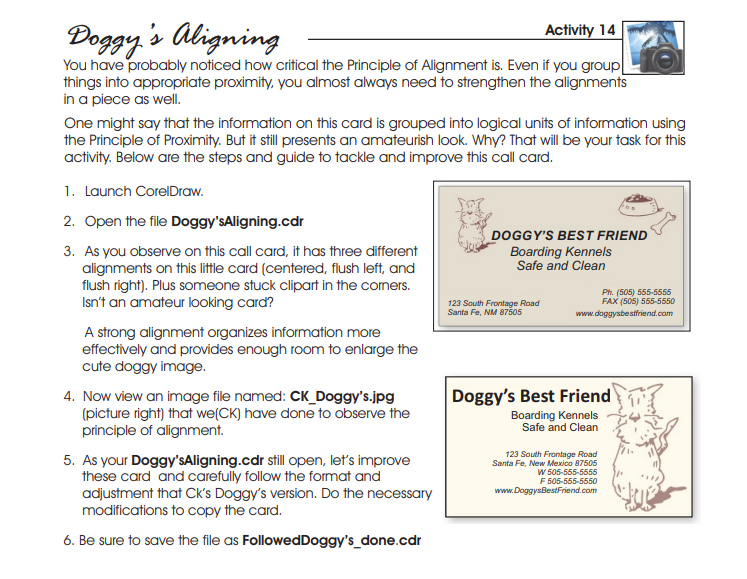 Doggy's Aligning
Activity 14
You have probably noticed how critical the Principle of Alignment is. Even if you group
things into appropriate proximity, you almost always need to strengthen the alignments
in a piece as well.
One might say that the information on this card is grouped into logical units of information using
the Principle of Proximity. But it still presents an amateurish look. Why? That will be your task for this
activity. Below are the steps and guide to tackle and improve this call card.
1. Launch CorelDraw.
2. Open the file Doggy'sAligning.cdr
3. As you observe on this call card, it has three different
alignments on this little card (centered, flush left, and
flush right). Plus someone stuck clipart in the corners.
Isn't an amateur looking card?
A strong alignment organizes information more
effectively and provides enough room to enlarge the
cute doggy image.
4. Now view an image file named: CK_Doggy's.jpg
(picture right) that we(CK) have done to observe the
principle of alignment.
5. As your Doggy'sAligning.cdr still open, let's improve
these card and carefully follow the format and
adjustment that Ck's Doggy's version. Do the necessary
modifications to copy the card.
6. Be sure to save the file as FollowedDoggy's_done.cdr
DOGGY'S BEST FRIEND
Boarding Kennels
Safe and Clean
123 South Frontage Road
Santa Fe, NM 87505
Ph. (505) 555-5555
FAX (505) 555-5550
www.doggysbestfriend.com
Doggy's Best Friend
Boarding Kennels
Safe and Clean
123 South Frontage Road
Santa Fe, New Mexico 87505
W 505-555-5555
F 505-555-5550
www.DoggysBestFriend.com